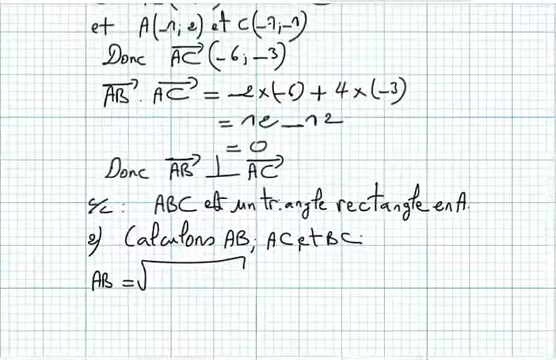 et A(-1; 2) et C(-7;-1)
Donc AC→ (-6; -3)
AB→. AC→ = -2×(-6) + 4×(-3)
= 12 - 12
= 0
Donc AB→ ⊥ AC→
c/c : ABC est un triangle rectangle en A.
2) Calculons AB; AC et BC.
AB = √